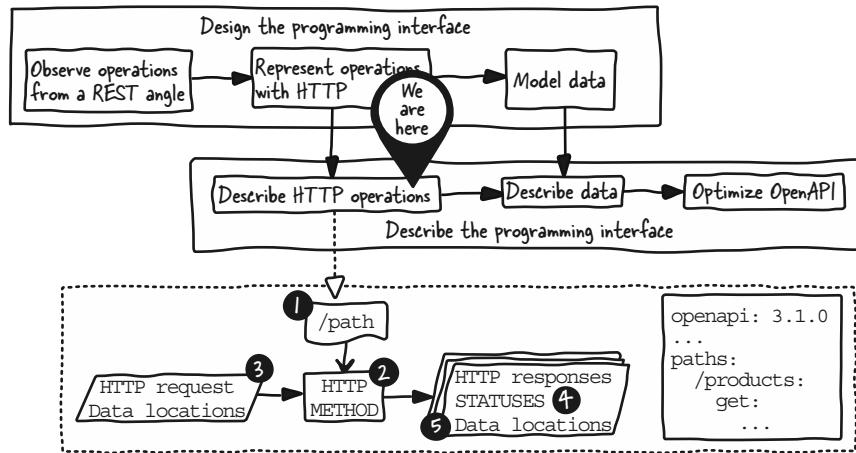 Design the programming interface
Observe operations
from a REST angle
Represent operations
with HTTP
Model data
We
are
here
Describe HTTP operations
Describe data
Optimize OpenAPI
Describe the programming interface
1
/path
3
HTTP request
Data locations
2
HTTP
METHOD
HTTP responses
STATUSES 4
5 Data locations
openapi: 3.1.0
...
paths:
/products:
get:
...